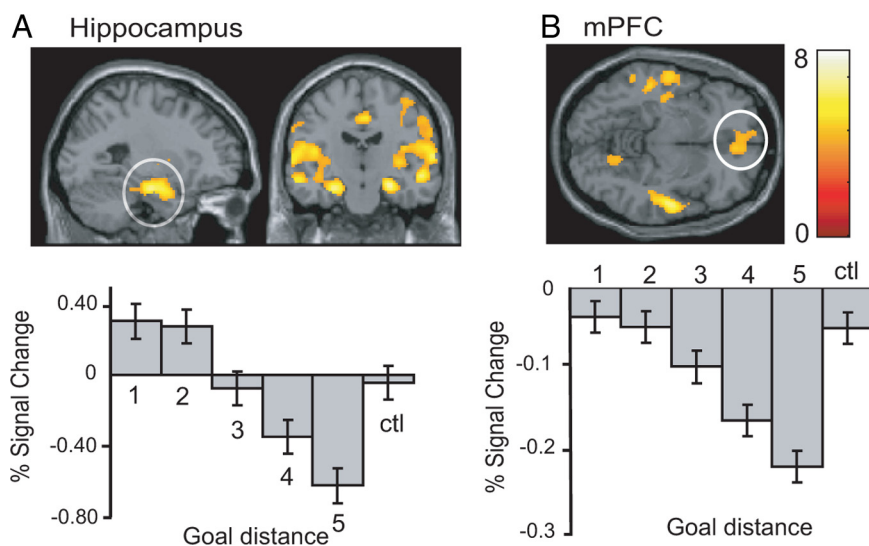 A Hippocampus
B mPFC
8
0
% Signal Change
0.40
0
-0.40
-0.80
1
2
3
4
5
ctl
Goal distance
% Signal Change
0
-0.1
-0.2
-0.3
1
2
3
4
5
ctl
Goal distance